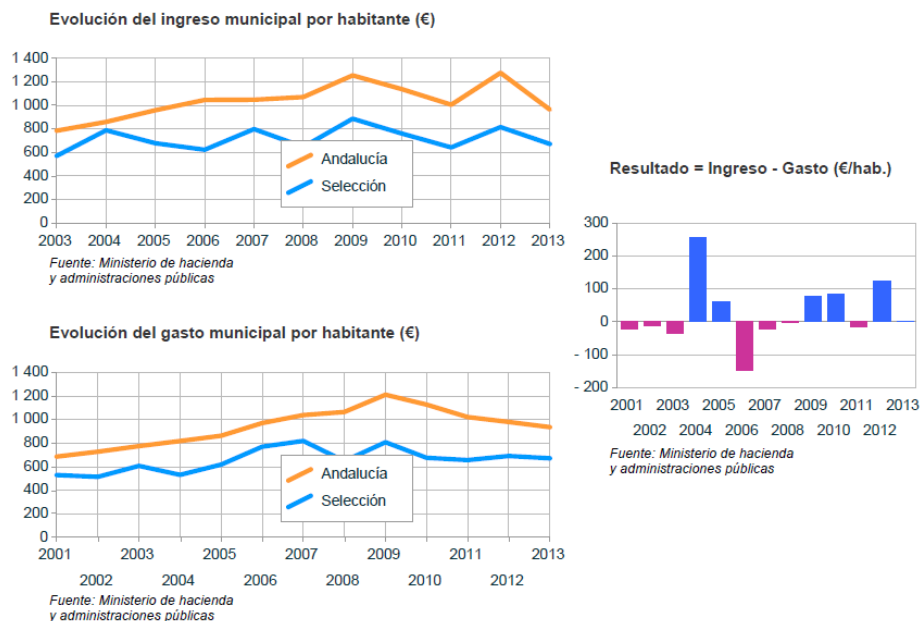 Evolución del ingreso municipal por habitante (€)
1 400
1 200
1 000
800
600
400
200
0
Andalucía
Selección
2003 2004 2005 2006 2007 2008 2009 2010 2011 2012 2013
Fuente: Ministerio de hacienda
y administraciones públicas
Evolución del gasto municipal por habitante (€)
1 400
1 200
1 000
800
600
400
200
0
Andalucía
Selección
2001 2003 2005 2007 2009 2011 2013
2002 2004 2006 2008 2010 2012
Fuente: Ministerio de hacienda
y administraciones públicas
Resultado = Ingreso - Gasto (€/hab.)
300
200
100
0
- 100
- 200
2001 2003 2005 2007 2009 2011 2013
2002 2004 2006 2008 2010 2012
Fuente: Ministerio de hacienda
y administraciones públicas